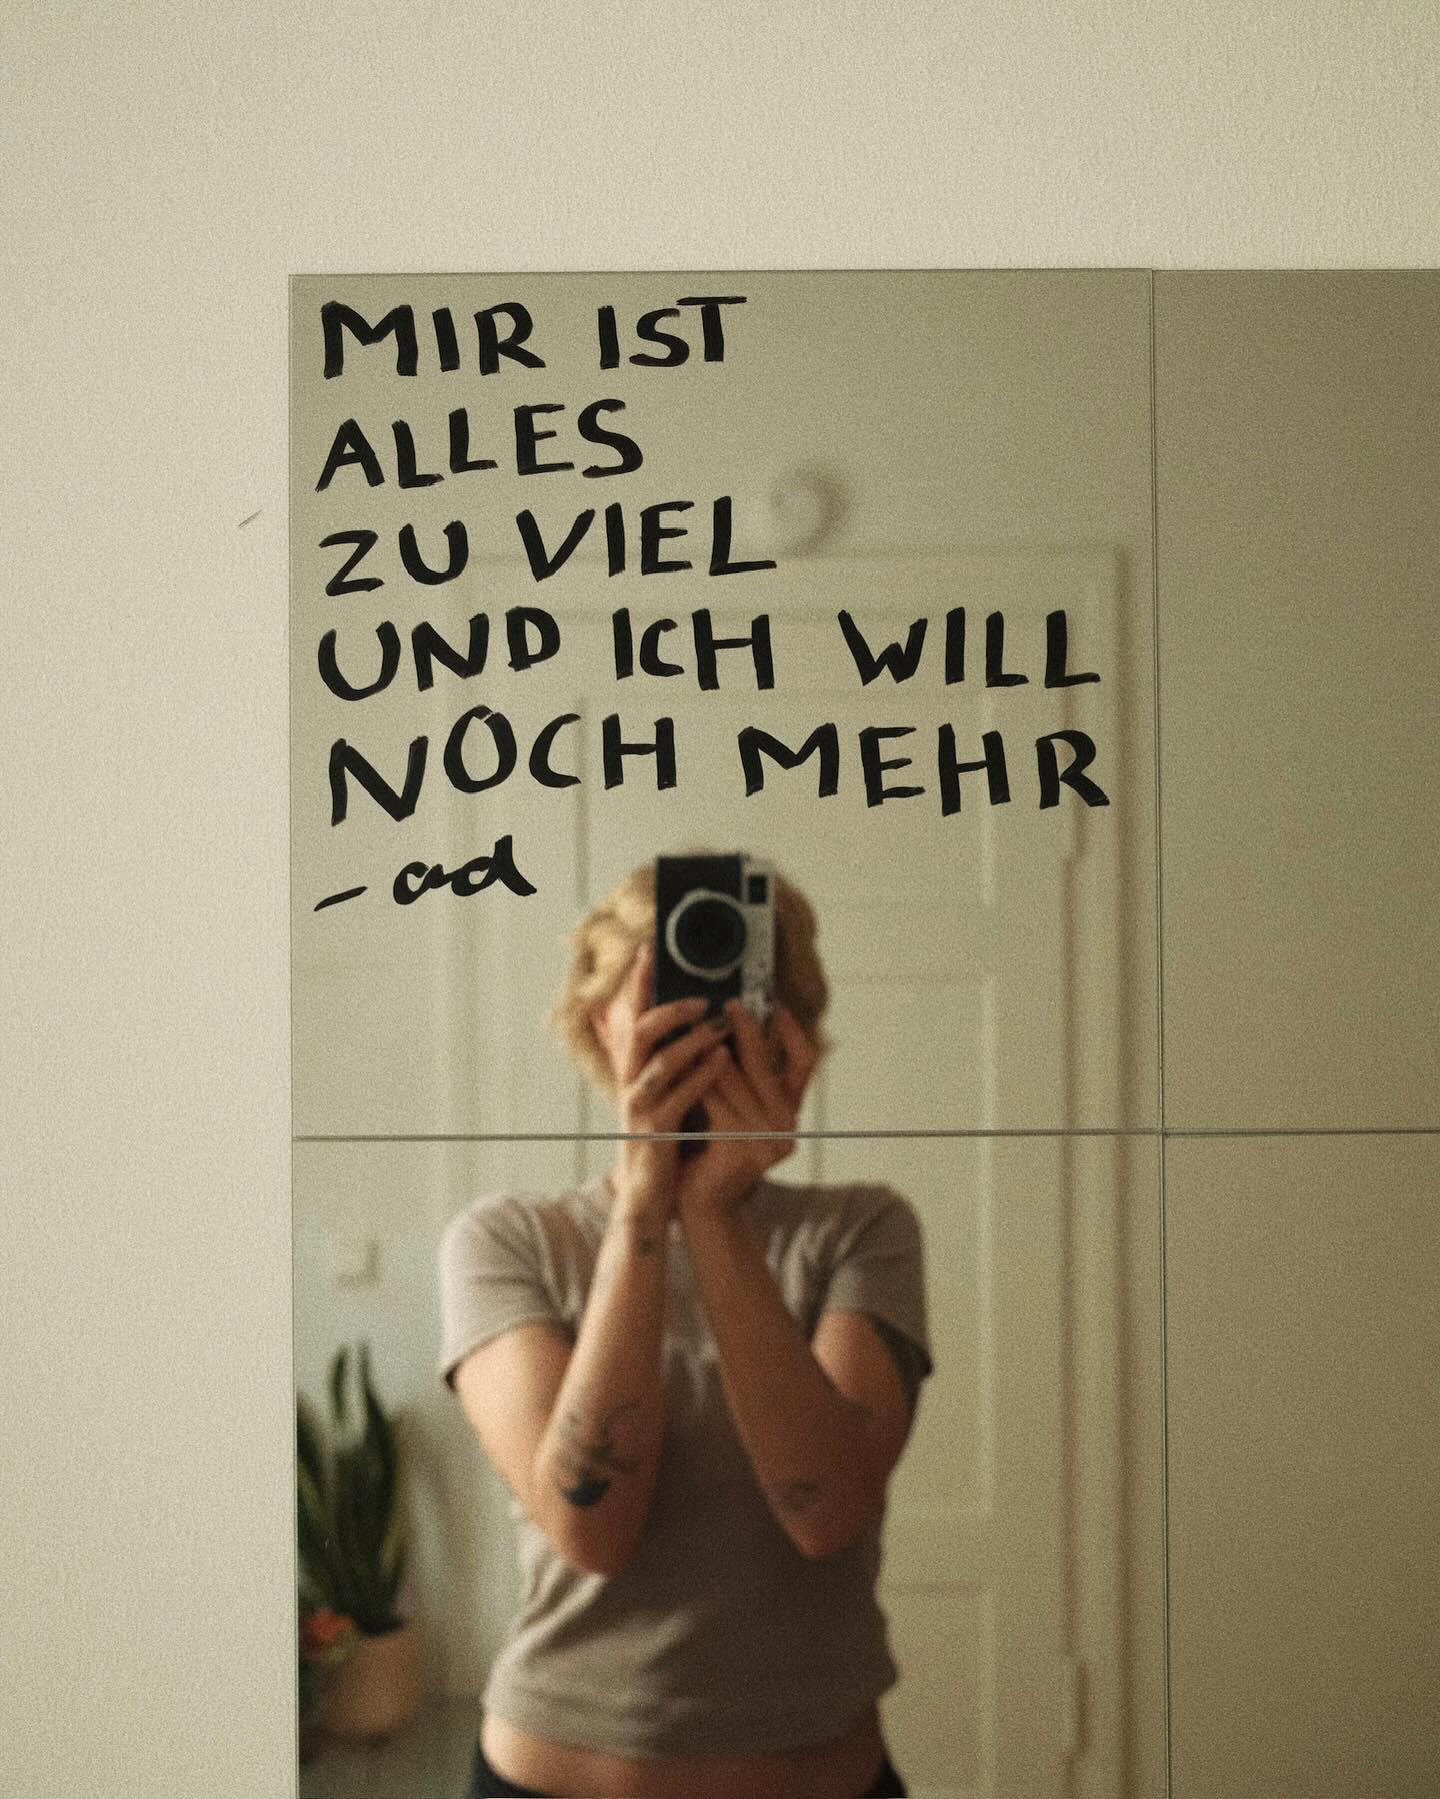 MIR IST
ALLES
ZU VIEL
UND ICH WILL
NOCH MEHR
– ad